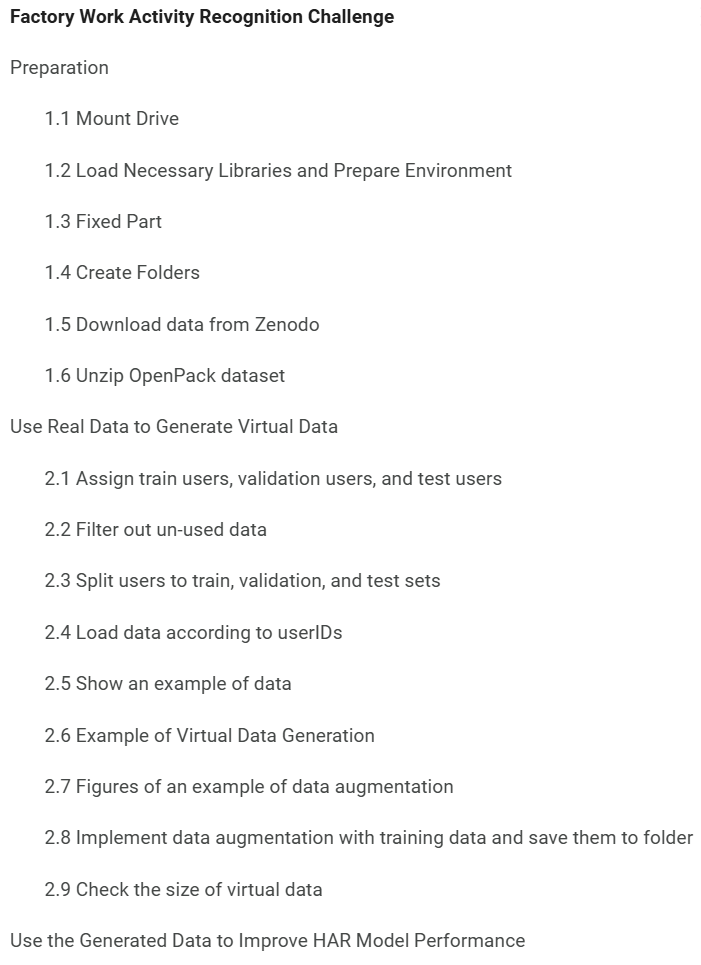 Factory Work Activity Recognition Challenge
Preparation
1.1 Mount Drive
1.2 Load Necessary Libraries and Prepare Environment
1.3 Fixed Part
1.4 Create Folders
1.5 Download data from Zenodo
1.6 Unzip OpenPack dataset
Use Real Data to Generate Virtual Data
2.1 Assign train users, validation users, and test users
2.2 Filter out un-used data
2.3 Split users to train, validation, and test sets
2.4 Load data according to userIDs
2.5 Show an example of data
2.6 Example of Virtual Data Generation
2.7 Figures of an example of data augmentation
2.8 Implement data augmentation with training data and save them to folder
2.9 Check the size of virtual data
Use the Generated Data to Improve HAR Model Performance